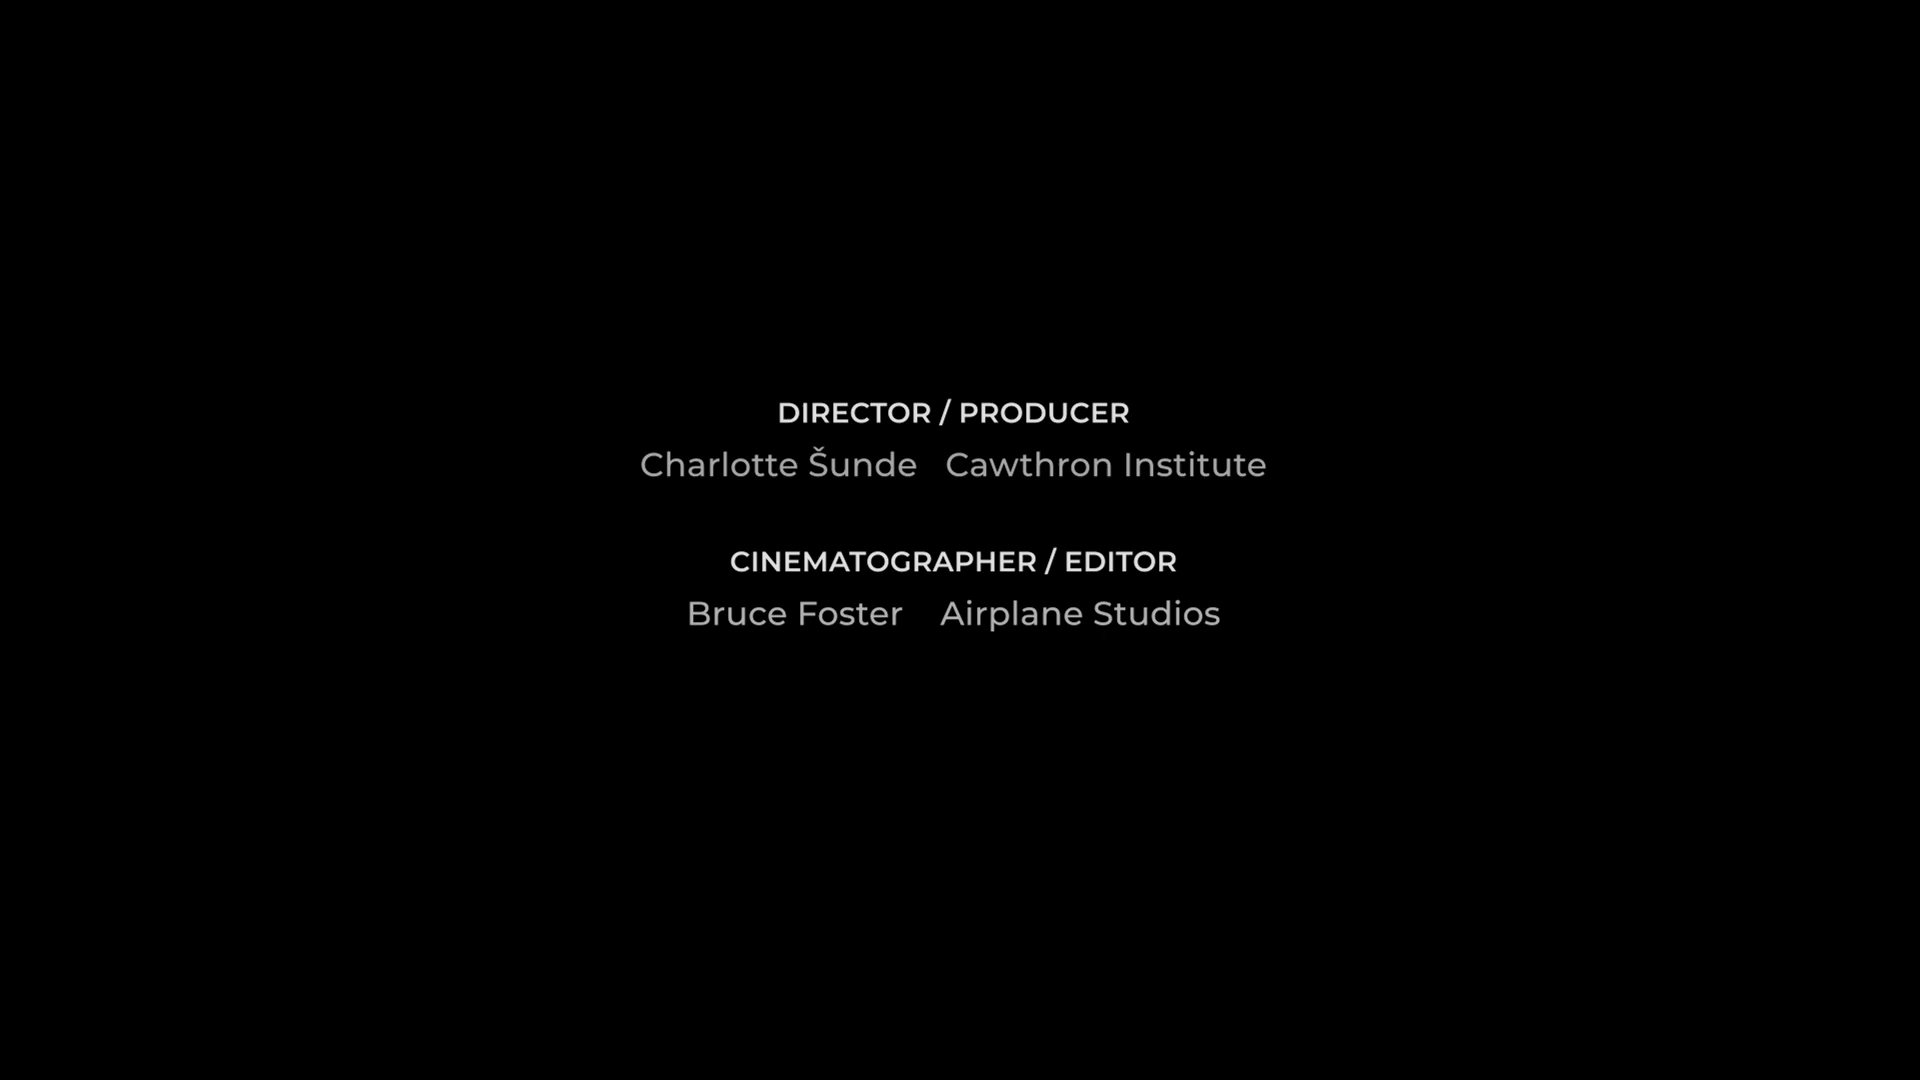 DIRECTOR / PRODUCER
Charlotte Šunde Cawthron Institute
CINEMATOGRAPHER / EDITOR
Bruce Foster Airplane Studios